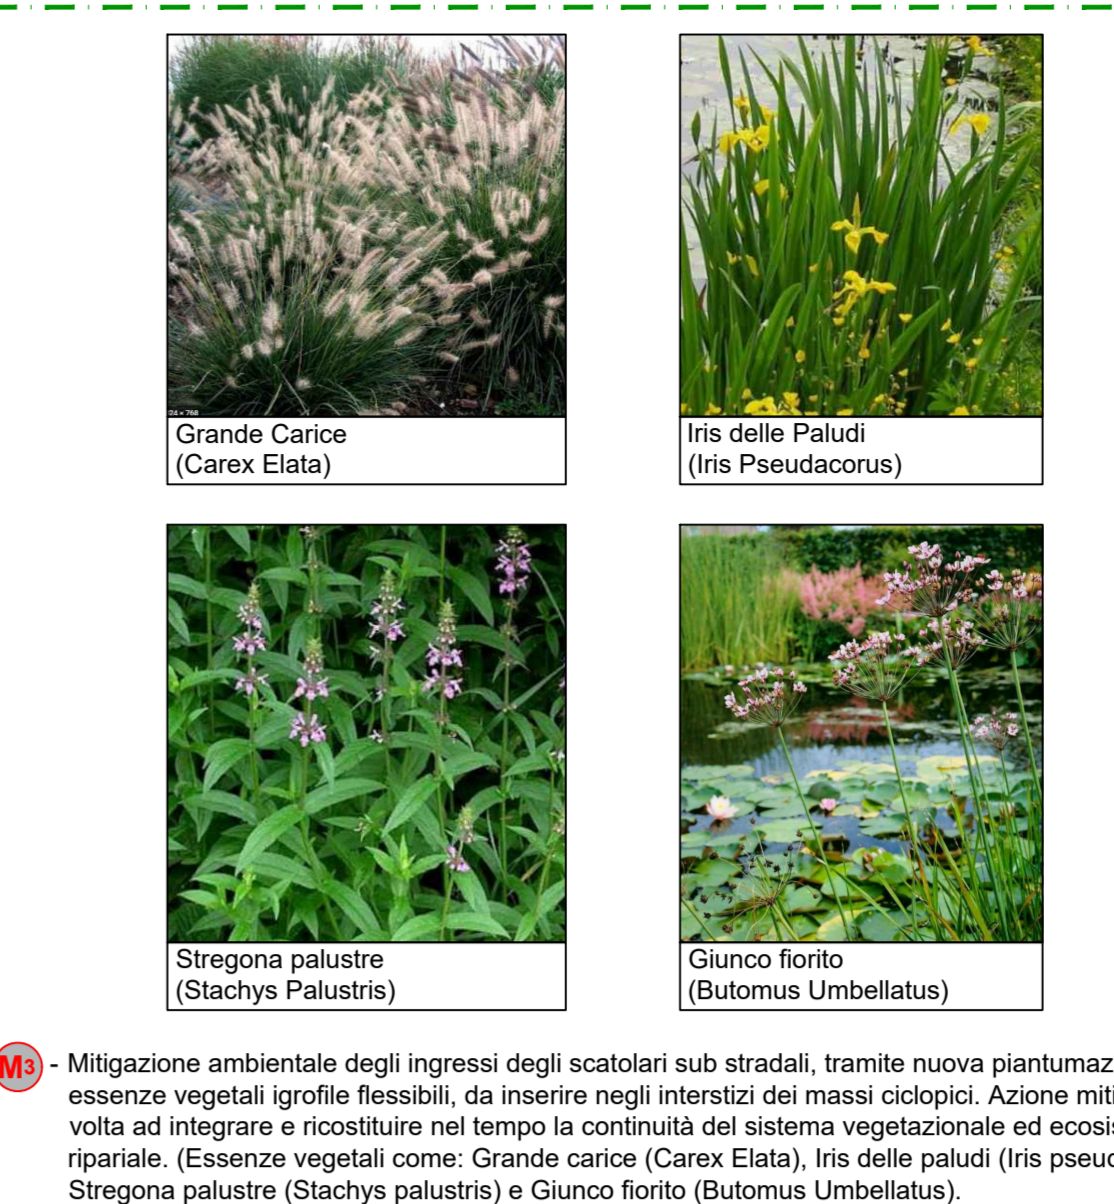 24 × 768
Grande Carice
(Carex Elata)
Iris delle Paludi
(Iris Pseudacorus)
Stregona palustre
(Stachys Palustris)
Giunco fiorito
(Butomus Umbellatus)
M3 - Mitigazione ambientale degli ingressi degli scatolari sub stradali, tramite nuova piantumaz
essenze vegetali igrofile flessbili, da inserire negli interstizi dei massi ciclopici. Azione miti
volta ad integrare e ricostituire nel tempo la continuità del sistema vegetazionale ed ecosis
ripariale. (Essenze vegetali come: Grande carice (Carex Elata), Iris delle paludi (Iris pseud
Stregona palustre (Stachys palustris) e Giunco fiorito (Butomus Umbellatus).